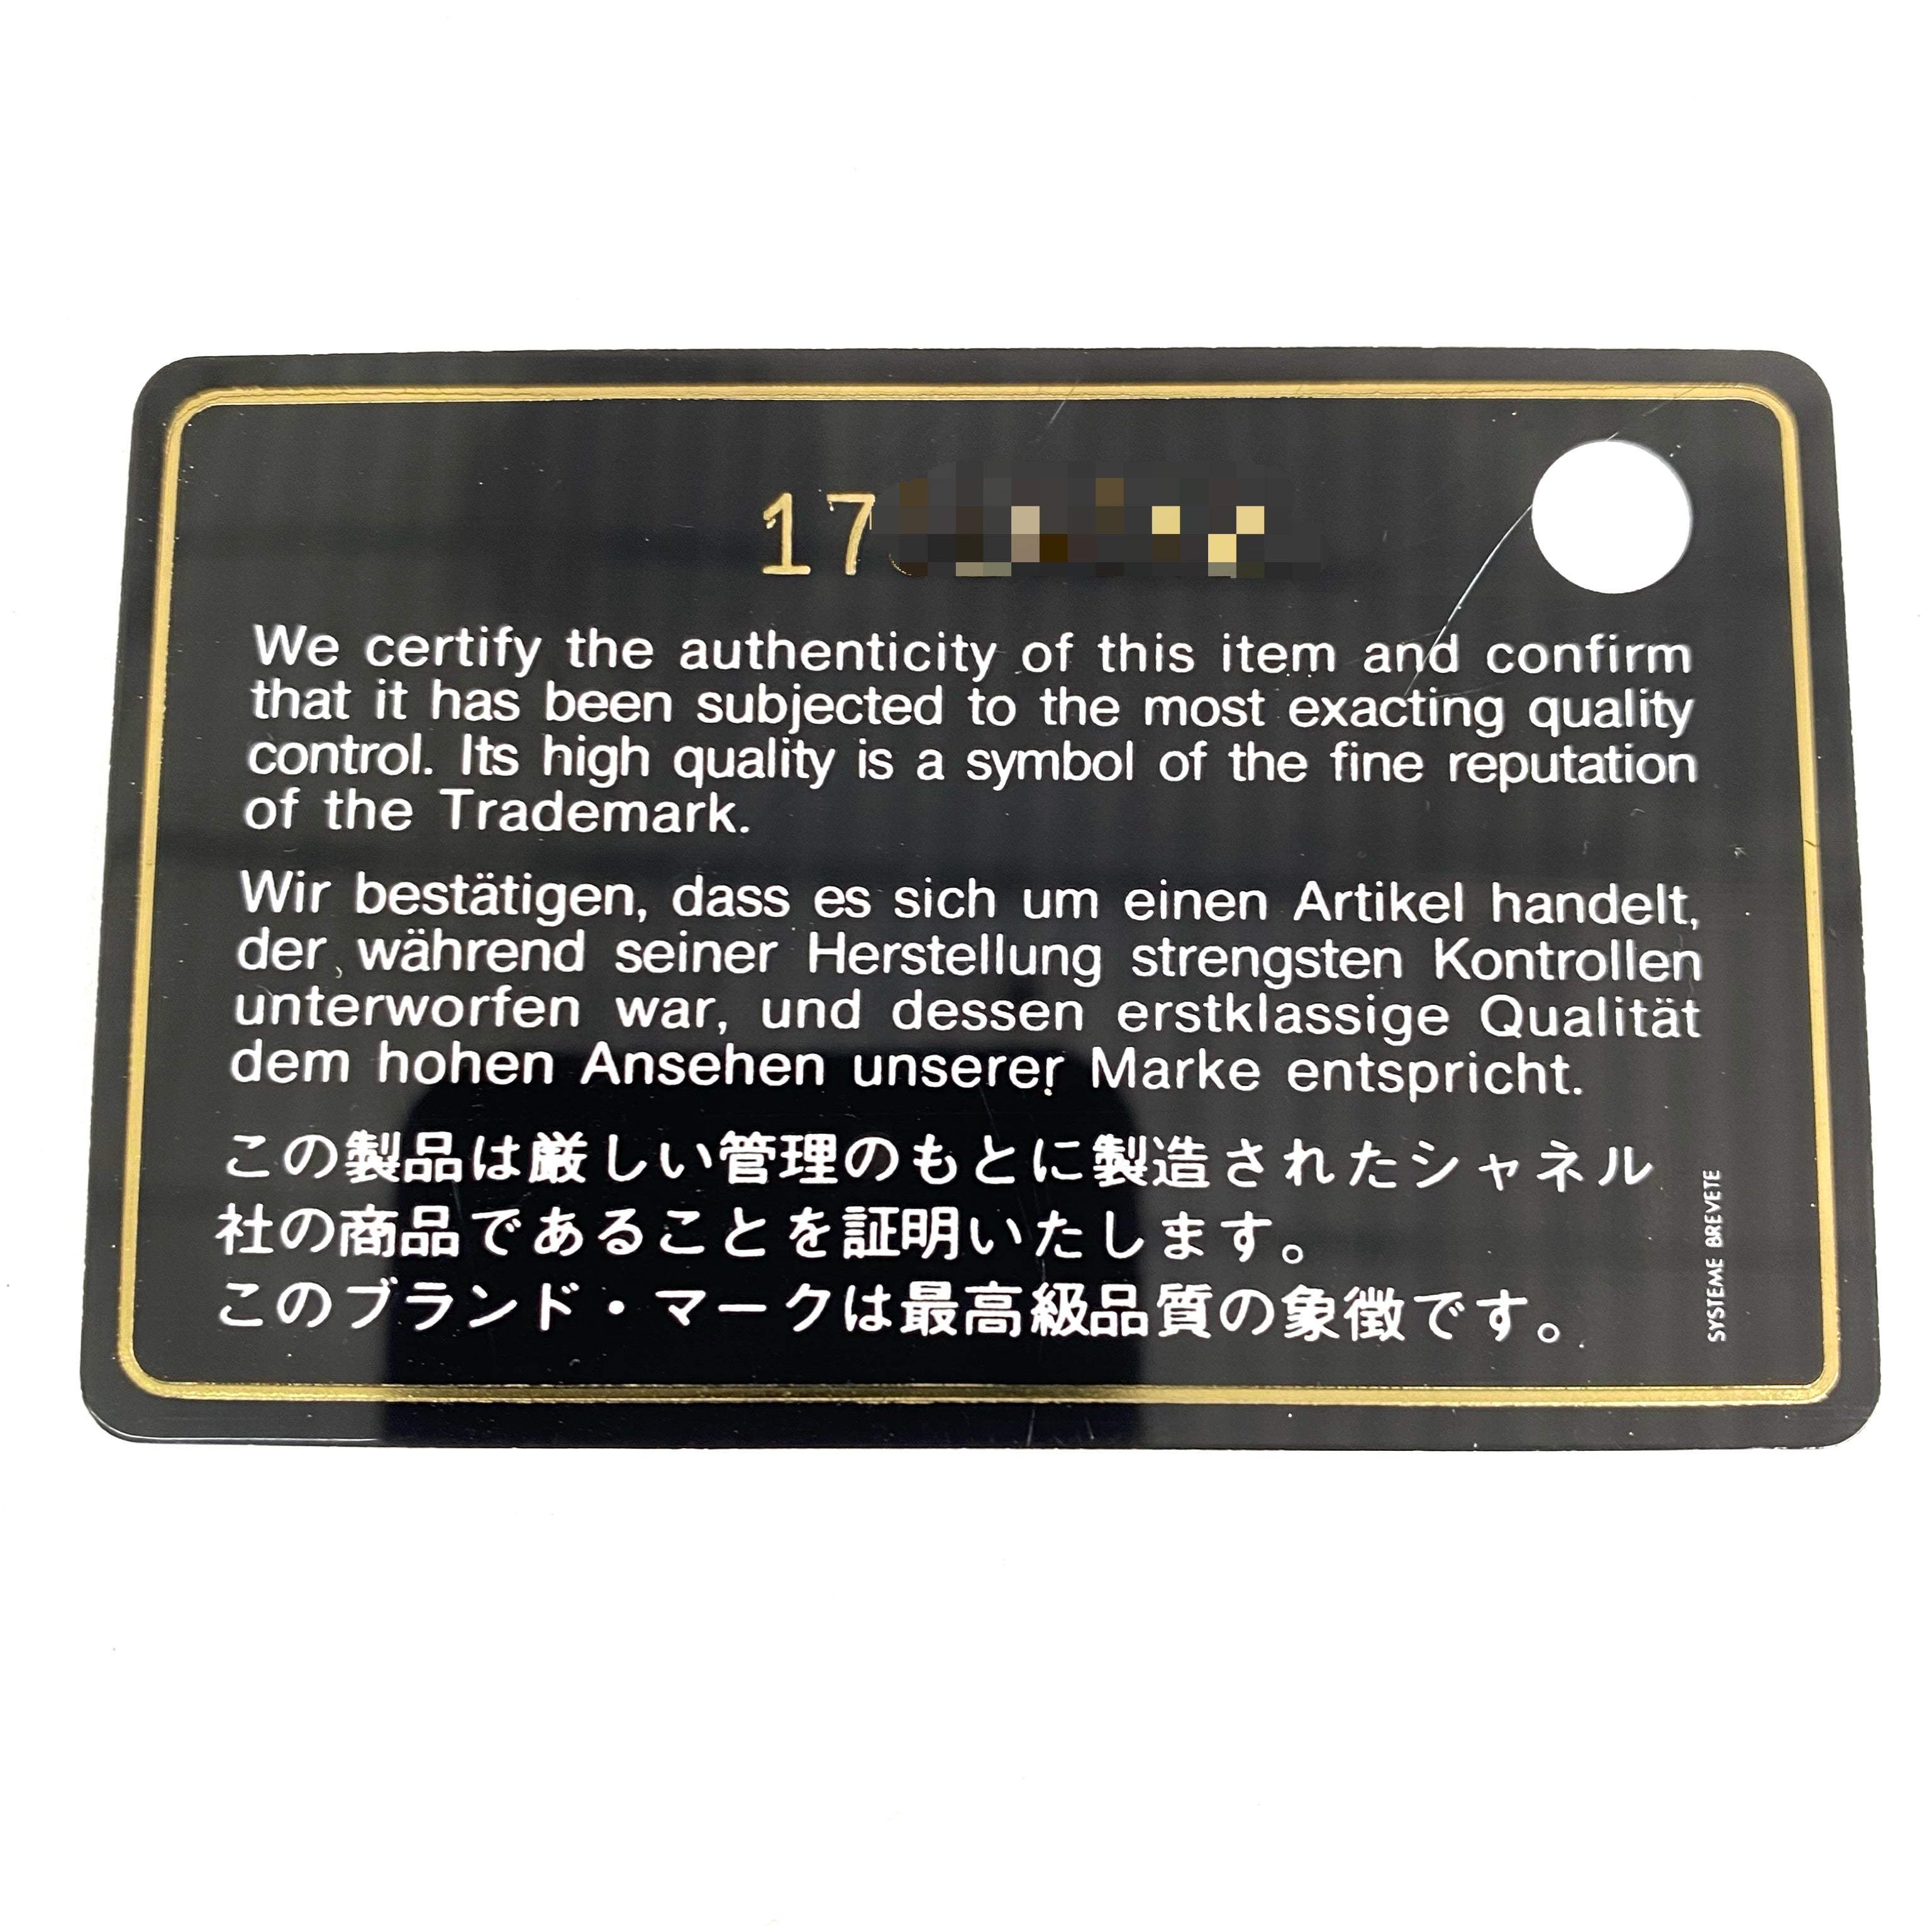 17
We certify the authenticity of this item and confirm
that it has been subjected to the most exacting quality
control. Its high quality is a symbol of the fine reputation
of the Trademark.
Wir bestätigen, dass es sich um einen Artikel handelt,
der während seiner Herstellung strengsten Kontrollen
unterworfen war, und dessen erstklassige Qualität
dem hohen Ansehen unserer Marke entspricht.
この製品は厳しい管理のもとに製造されたシャネル
社の商品であることを証明いたします。
このブランド・マークは最高級品質の象徴です。
SYSTEME BREVETE